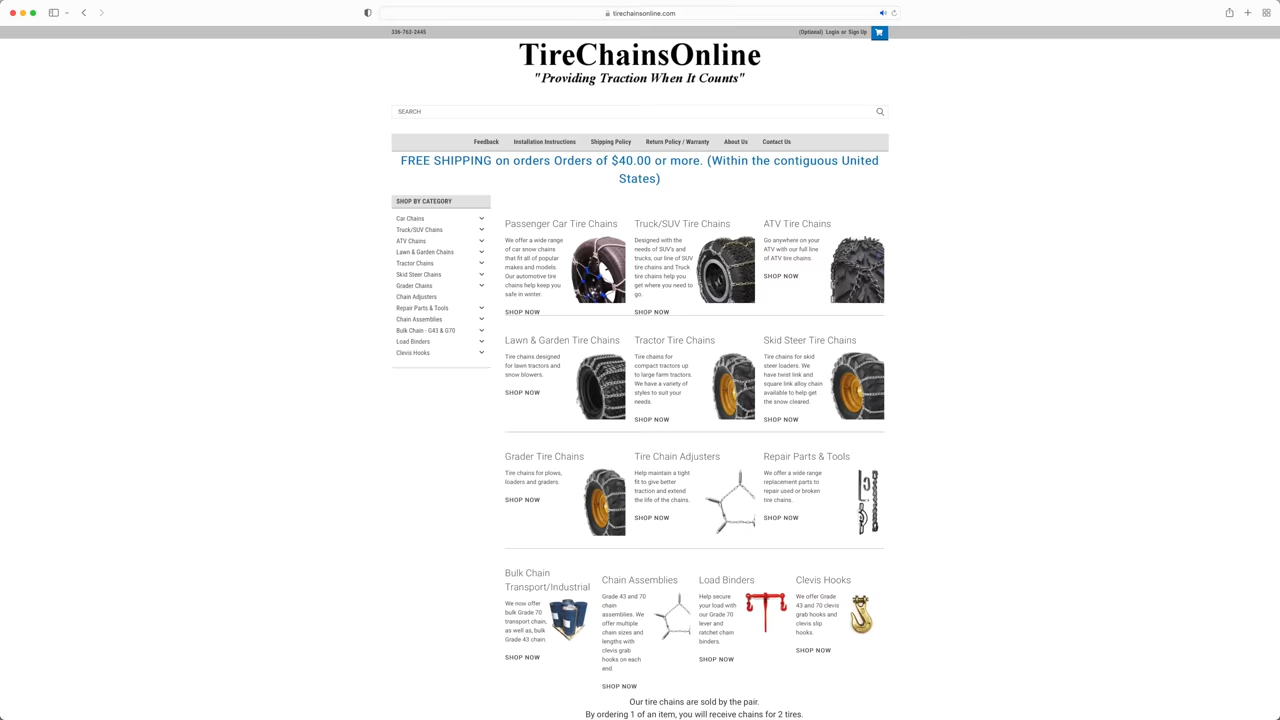 tirechainsonline.com
336-763-2445
(Optional) Login or Sign Up
TireChainsOnline
"Providing Traction When It Counts"
SEARCH
Feedback Installation Instructions Shipping Policy Return Policy / Warranty About Us Contact Us
FREE SHIPPING on orders Orders of $40.00 or more. (Within the contiguous United
States)
SHOP BY CATEGORY
Car Chains
Truck/SUV Chains
ATV Chains
Lawn & Garden Chains
Tractor Chains
Skid Steer Chains
Grader Chains
Chain Adjusters
Repair Parts & Tools
Chain Assemblies
Bulk Chain - G43 & G70
Load Binders
Clevis Hooks
Passenger Car Tire Chains
We offer a wide range
of car snow chains
that fit all of popular
makes and models.
Our automotive tire
chains help keep you
safe in winter.
SHOP NOW
Truck/SUV Tire Chains
Designed with the
needs of SUV's and
trucks, our line of SUV
tire chains and Truck
tire chains help you
get where you need to
go.
SHOP NOW
ATV Tire Chains
Go anywhere on your
ATV with our full line
of ATV tire chains.
SHOP NOW
Lawn & Garden Tire Chains
Tire chains designed
for lawn tractors and
snow blowers.
SHOP NOW
Tractor Tire Chains
Tire chains for
compact tractors up
to large farm tractors.
We have a variety of
styles to suit your
needs.
SHOP NOW
Skid Steer Tire Chains
Tire chains for skid
steer loaders. We
have twist link and
square link alloy chain
available to help get
the snow cleared.
SHOP NOW
Grader Tire Chains
Tire chains for plows,
loaders and graders.
SHOP NOW
Tire Chain Adjusters
Help maintain a tight
fit to give better
traction and extend
the life of the chains.
SHOP NOW
Repair Parts & Tools
We offer a wide range
replacement parts to
repair used or broken
tire chains.
SHOP NOW
Bulk Chain
Transport/Industrial
We now offer
bulk Grade 70
transport chain,
as well as, bulk
Grade 43 chain.
SHOP NOW
Chain Assemblies
Grade 43 and 70
chain
assemblies. We
offer multiple
chain sizes and
lengths with
clevis grab
hooks on each
end.
SHOP NOW
Load Binders
Help secure
your load with
our Grade 70
lever and
ratchet chain
binders.
SHOP NOW
Clevis Hooks
We offer Grade
43 and 70 clevis
grab hooks and
clevis slip
hooks.
SHOP NOW
Our tire chains are sold by the pair.
By ordering 1 of an item, you will receive chains for 2 tires.